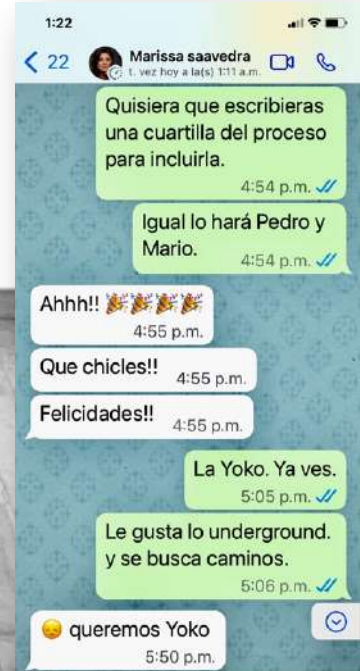 1:22
22
Marissa saavedra
t. vez hoy a la(s) 1:11 a.m.
Quisiera que escribieras
una cuartilla del proceso
para incluirla.
4:54 p.m.
Igual lo hará Pedro y
Mario.
4:54 p.m.
Ahhh!! 🎉🎉🎉🎉
4:55 p.m.
Que chicles!!
4:55 p.m.
Felicidades!!
4:55 p.m.
La Yoko. Ya ves.
5:05 p.m.
Le gusta lo underground.
y se busca caminos.
5:06 p.m.
😞 queremos Yoko
5:50 p.m.